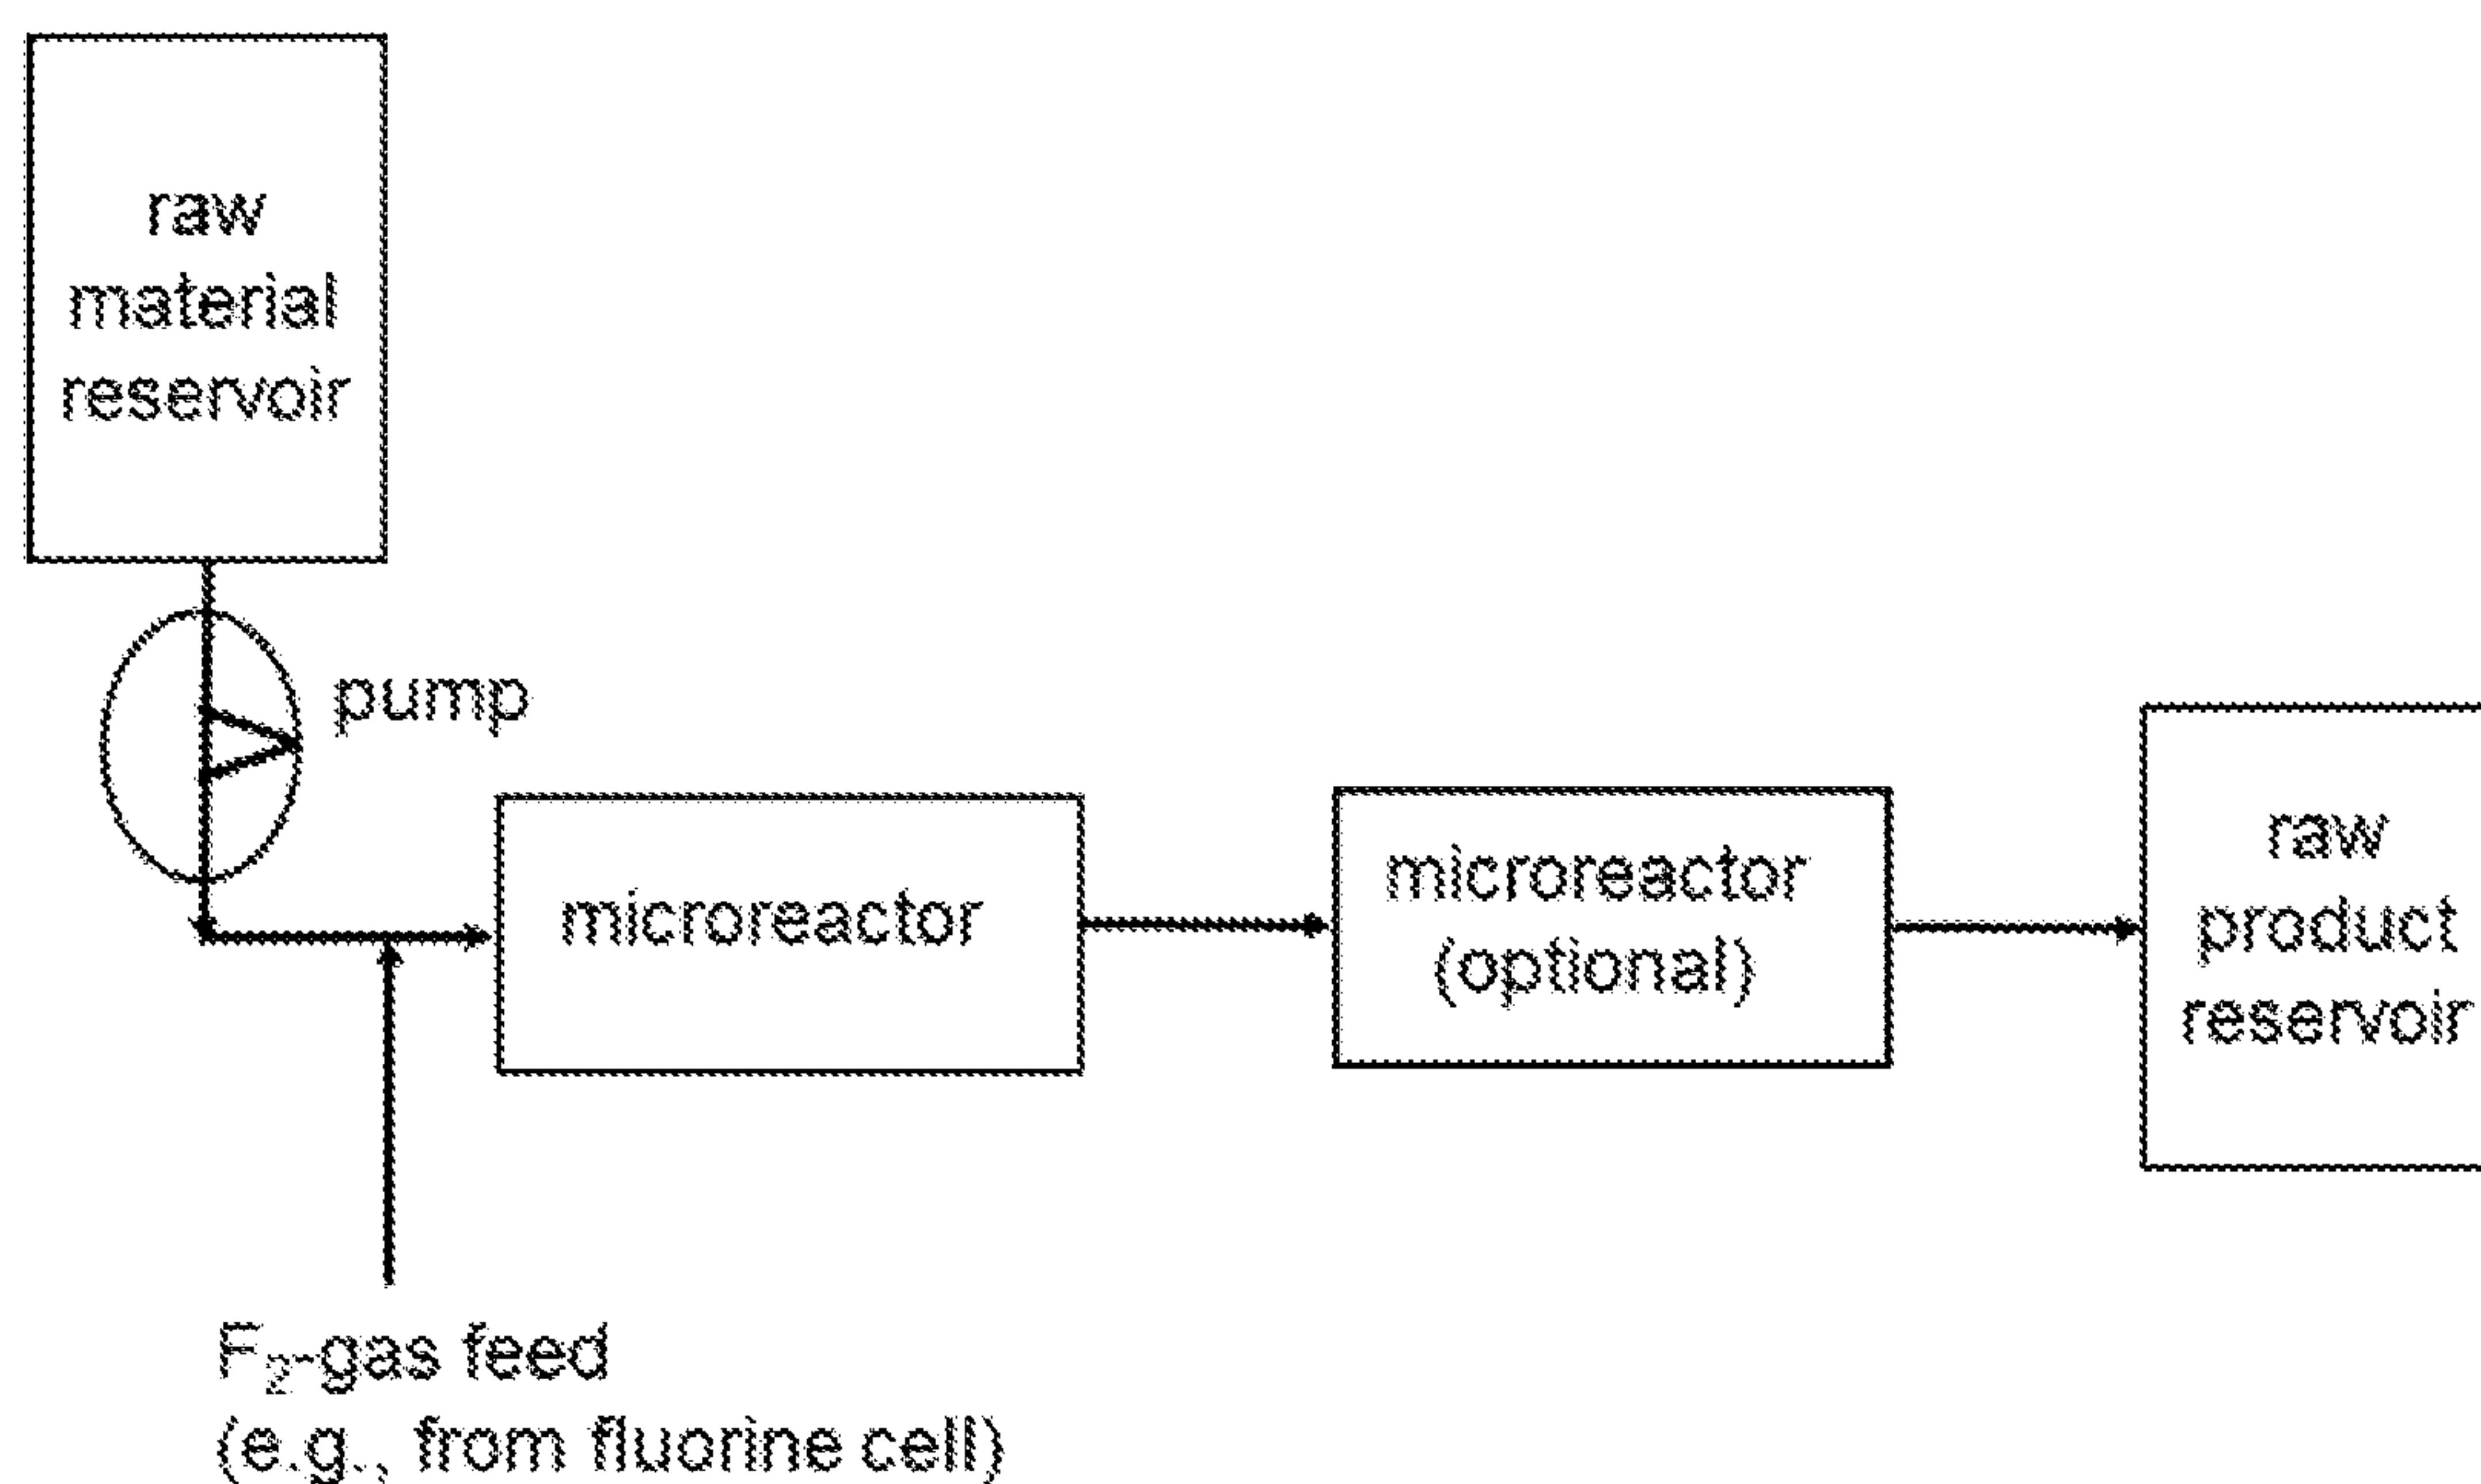 raw
material
reservoir
pump
microreactor
microreactor
(optional)
raw
product
reservoir
F₂-gas feed
(e.g., from fluorine cell)